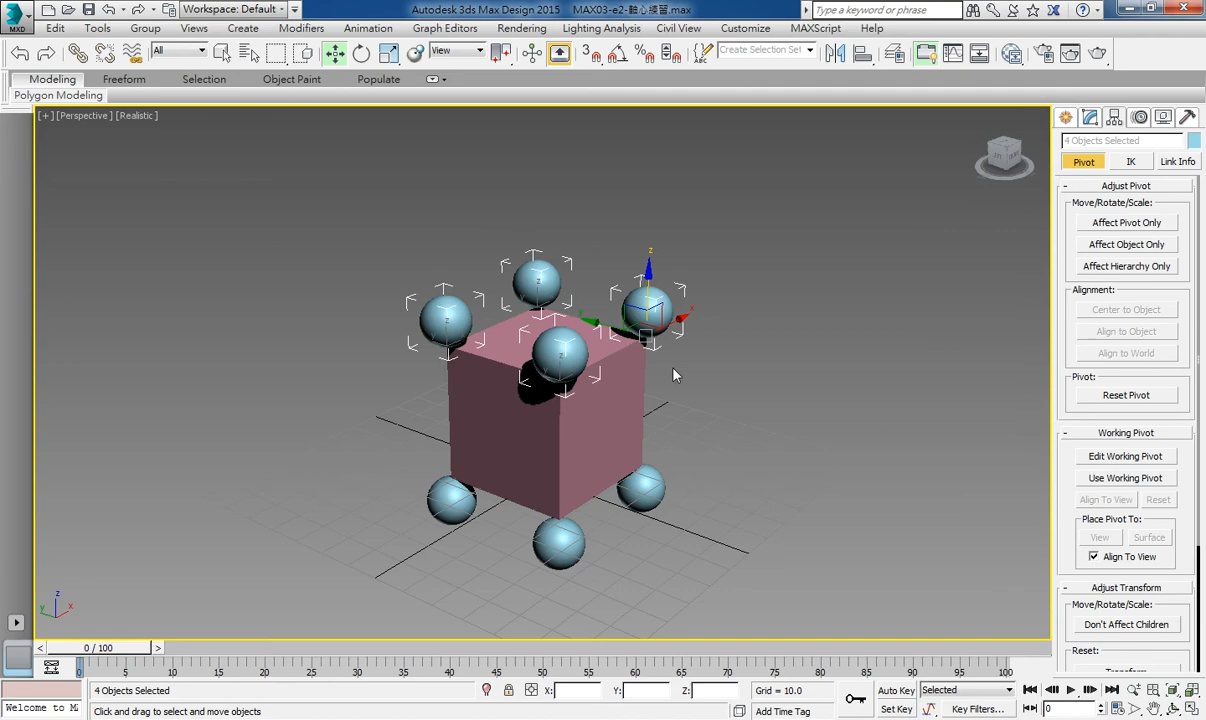 Workspace: Default
Autodesk 3ds Max Design 2015 MAX03-e2-軸心練習.max
Type a keyword or phrase
MXD
Edit Tools Group Views Create Modifiers Animation Graph Editors Rendering Lighting Analysis Civil View Customize MAXScript Help
All View 3 Create Selection Set
Modeling Freeform Selection Object Paint Populate
Polygon Modeling
[+] [Perspective] [Realistic]
4 Objects Selected
Pivot IK Link Info
- Adjust Pivot
Move/Rotate/Scale:
Affect Pivot Only
Affect Object Only
Affect Hierarchy Only
Alignment:
Center to Object
Align to Object
Align to World
Pivot:
Reset Pivot
- Working Pivot
Edit Working Pivot
Use Working Pivot
Align To View Reset
Place Pivot To:
View Surface
Align To View
- Adjust Transform
Move/Rotate/Scale:
Don't Affect Children
Reset:
z
x
y
z
y x
< 0 / 100 >
0 5 10 15 20 25 30 35 40 45 50 55 60 65 70 75 80 85 90 95 100
4 Objects Selected X: Y: Z: Grid = 10.0 Auto Key Selected
Welcome to M
Click and drag to select and move objects Add Time Tag Set Key Key Filters... 0